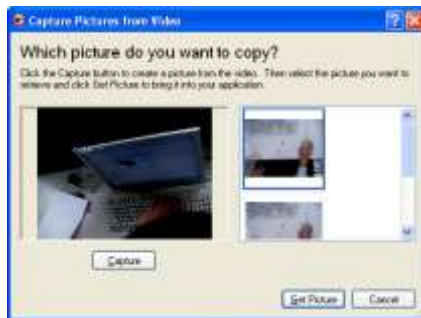 Capture Pictures from Video
Which picture do you want to copy?
Click the Capture button to create a picture from the video. Then select the picture you want to
retrieve and click Get Picture to bring it into your application.
Capture
Get Picture
Cancel